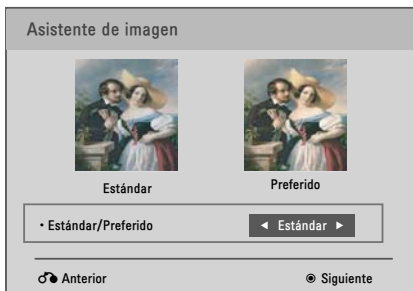 Asistente de imagen
Estándar
Preferido
• Estándar/Preferido
◄ Estándar ►
Anterior
◉ Siguiente